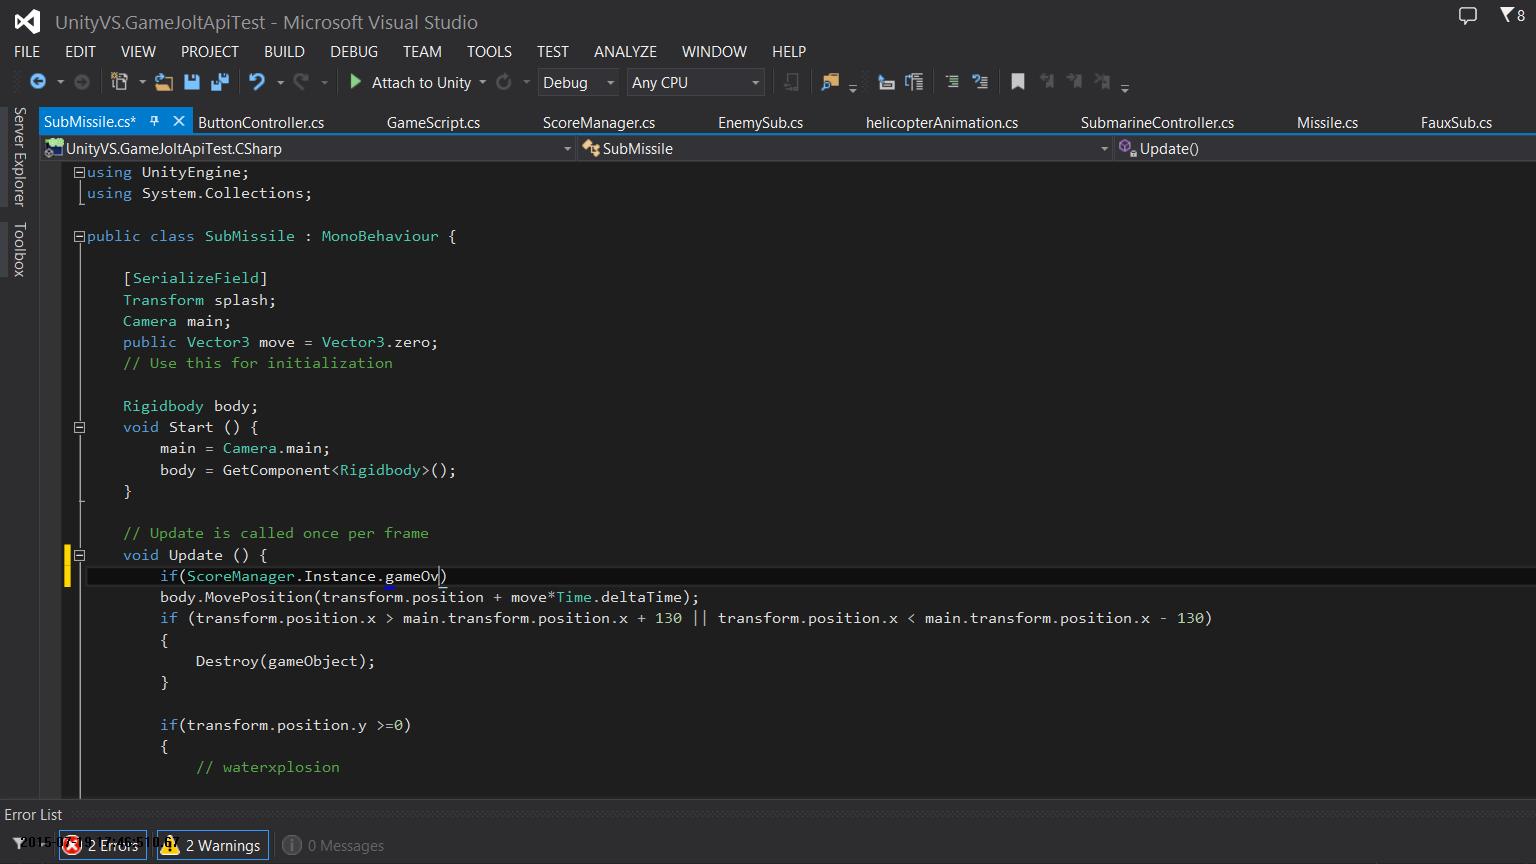 UnityVS.GameJoltApiTest - Microsoft Visual Studio
8
FILE EDIT VIEW PROJECT BUILD DEBUG TEAM TOOLS TEST ANALYZE WINDOW HELP
Attach to Unity Debug Any CPU
Server Explorer
Toolbox
SubMissile.cs* ButtonController.cs GameScript.cs ScoreManager.cs EnemySub.cs helicopterAnimation.cs SubmarineController.cs Missile.cs FauxSub.cs
UnityVS.GameJoltApiTest.CSharp SubMissile Update()
using UnityEngine;
using System.Collections;
public class SubMissile : MonoBehaviour {
[SerializeField]
Transform splash;
Camera main;
public Vector3 move = Vector3.zero;
// Use this for initialization
Rigidbody body;
void Start () {
main = Camera.main;
body = GetComponent<Rigidbody>();
}
// Update is called once per frame
void Update () {
if(ScoreManager.Instance.gameOv)
body.MovePosition(transform.position + move*Time.deltaTime);
if (transform.position.x > main.transform.position.x + 130 || transform.position.x < main.transform.position.x - 130)
{
Destroy(gameObject);
}
if(transform.position.y >=0)
{
// waterxplosion
Error List
2 Errors 2 Warnings 0 Messages